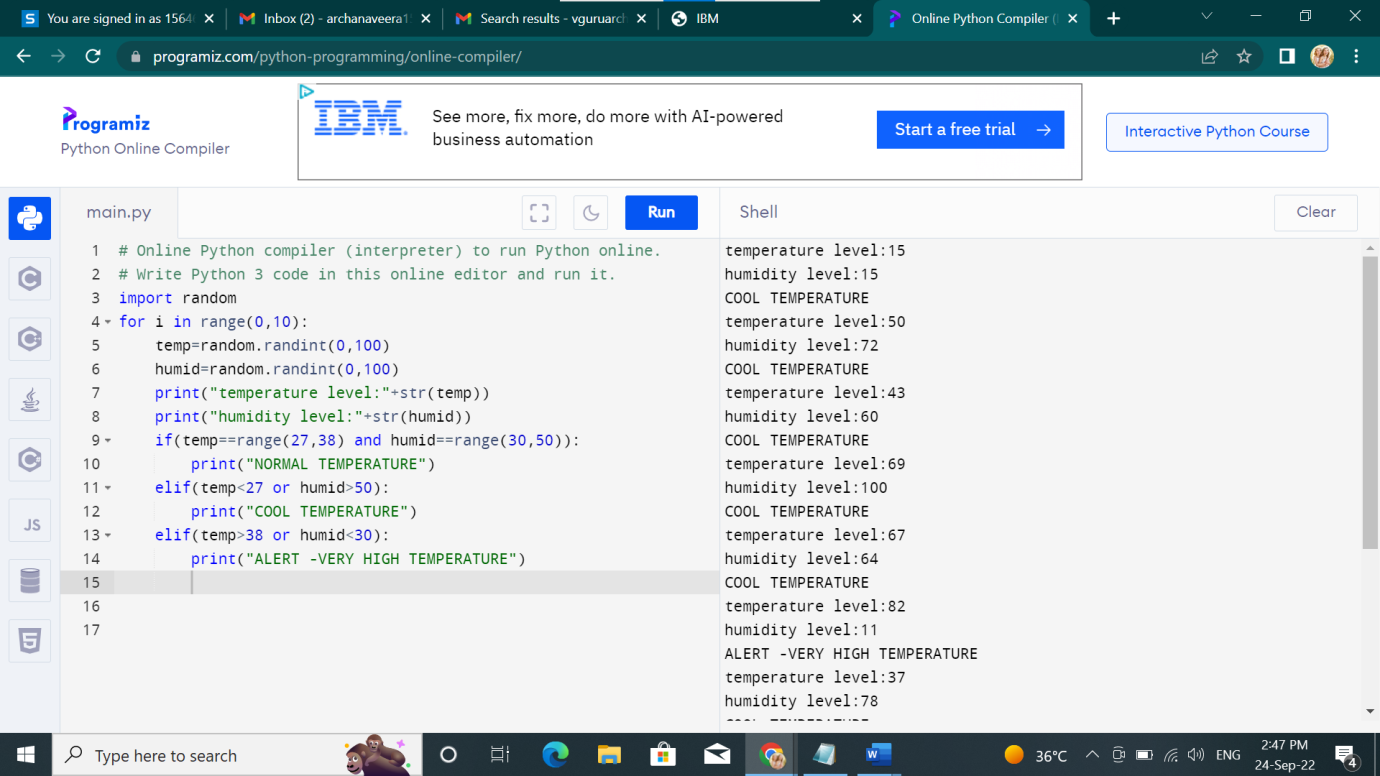 You are signed in as 1564
Inbox (2) - archanaveera1
Search results - vguruarch
IBM
Online Python Compiler (
programiz.com/python-programming/online-compiler/
Programiz
Python Online Compiler
IBM.
See more, fix more, do more with AI-powered
business automation
Start a free trial →
Interactive Python Course
main.py
Run
Shell
Clear
1 # Online Python compiler (interpreter) to run Python online.
2 # Write Python 3 code in this online editor and run it.
3 import random
4 for i in range(0,10):
5     temp=random.randint(0,100)
6     humid=random.randint(0,100)
7     print("temperature level:"+str(temp))
8     print("humidity level:"+str(humid))
9     if(temp==range(27,38) and humid==range(30,50)):
10         print("NORMAL TEMPERATURE")
11     elif(temp<27 or humid>50):
12         print("COOL TEMPERATURE")
13     elif(temp>38 or humid<30):
14         print("ALERT -VERY HIGH TEMPERATURE")
15
16
17
JS
5
temperature level:15
humidity level:15
COOL TEMPERATURE
temperature level:50
humidity level:72
COOL TEMPERATURE
temperature level:43
humidity level:60
COOL TEMPERATURE
temperature level:69
humidity level:100
COOL TEMPERATURE
temperature level:67
humidity level:64
COOL TEMPERATURE
temperature level:82
humidity level:11
ALERT -VERY HIGH TEMPERATURE
temperature level:37
humidity level:78
Type here to search
36°C
ENG
2:47 PM
24-Sep-22
4